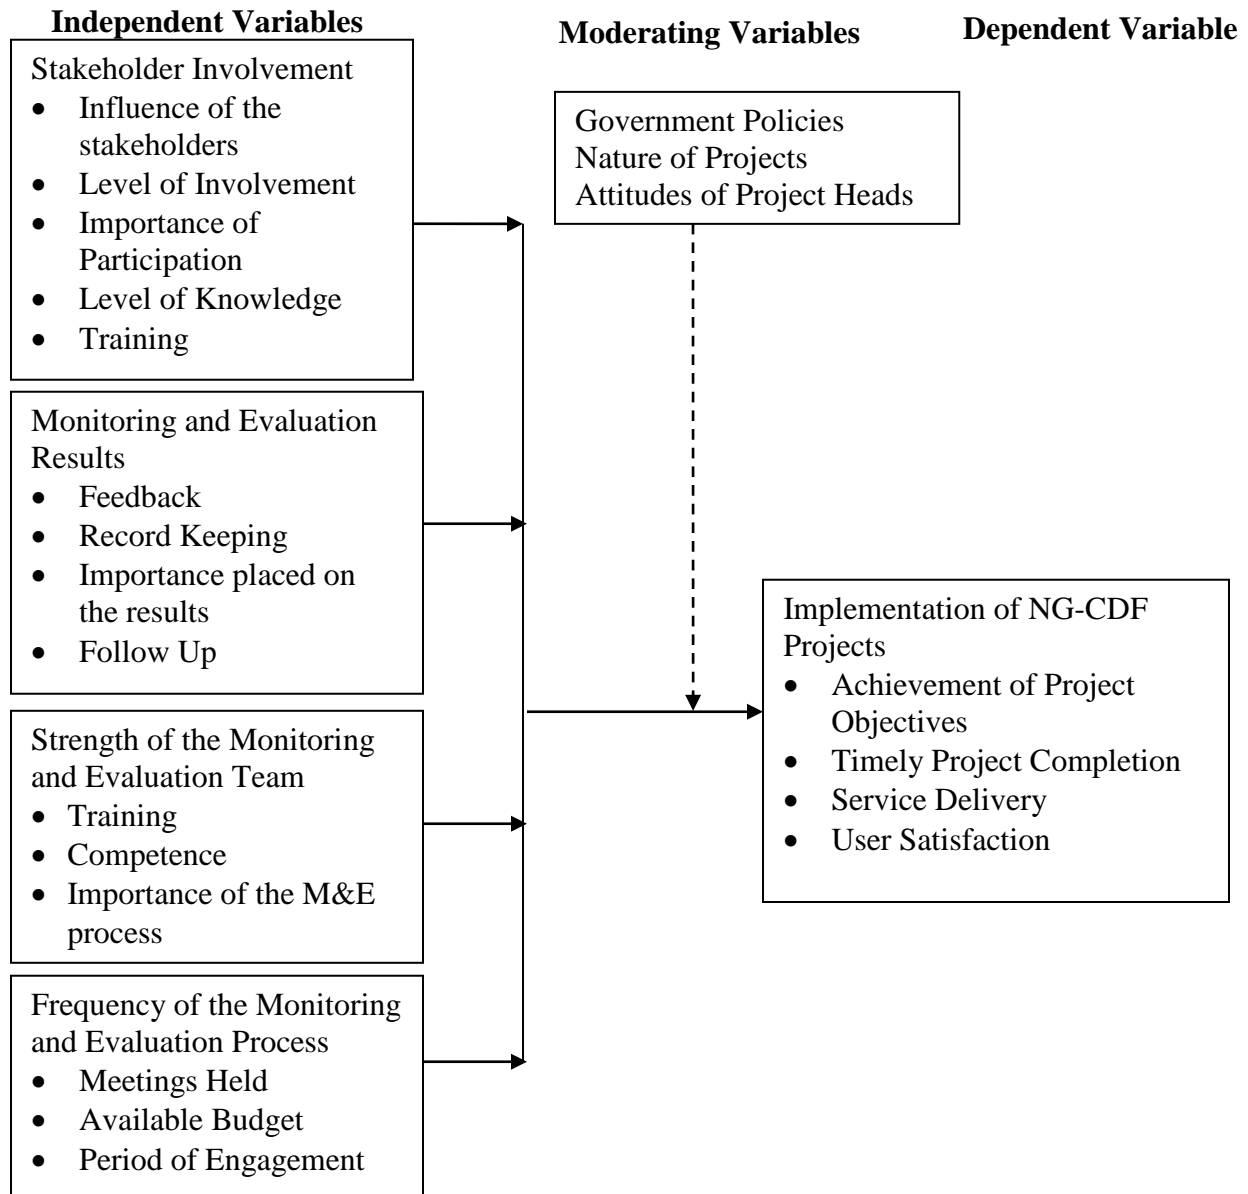 Independent Variables
Moderating Variables
Dependent Variable
Stakeholder Involvement
• Influence of the
stakeholders
• Level of Involvement
• Importance of
Participation
• Level of Knowledge
• Training
Government Policies
Nature of Projects
Attitudes of Project Heads
Monitoring and Evaluation
Results
• Feedback
• Record Keeping
• Importance placed on
the results
• Follow Up
Strength of the Monitoring
and Evaluation Team
• Training
• Competence
• Importance of the M&E
process
Frequency of the Monitoring
and Evaluation Process
• Meetings Held
• Available Budget
• Period of Engagement
Implementation of NG-CDF
Projects
• Achievement of Project
Objectives
• Timely Project Completion
• Service Delivery
• User Satisfaction